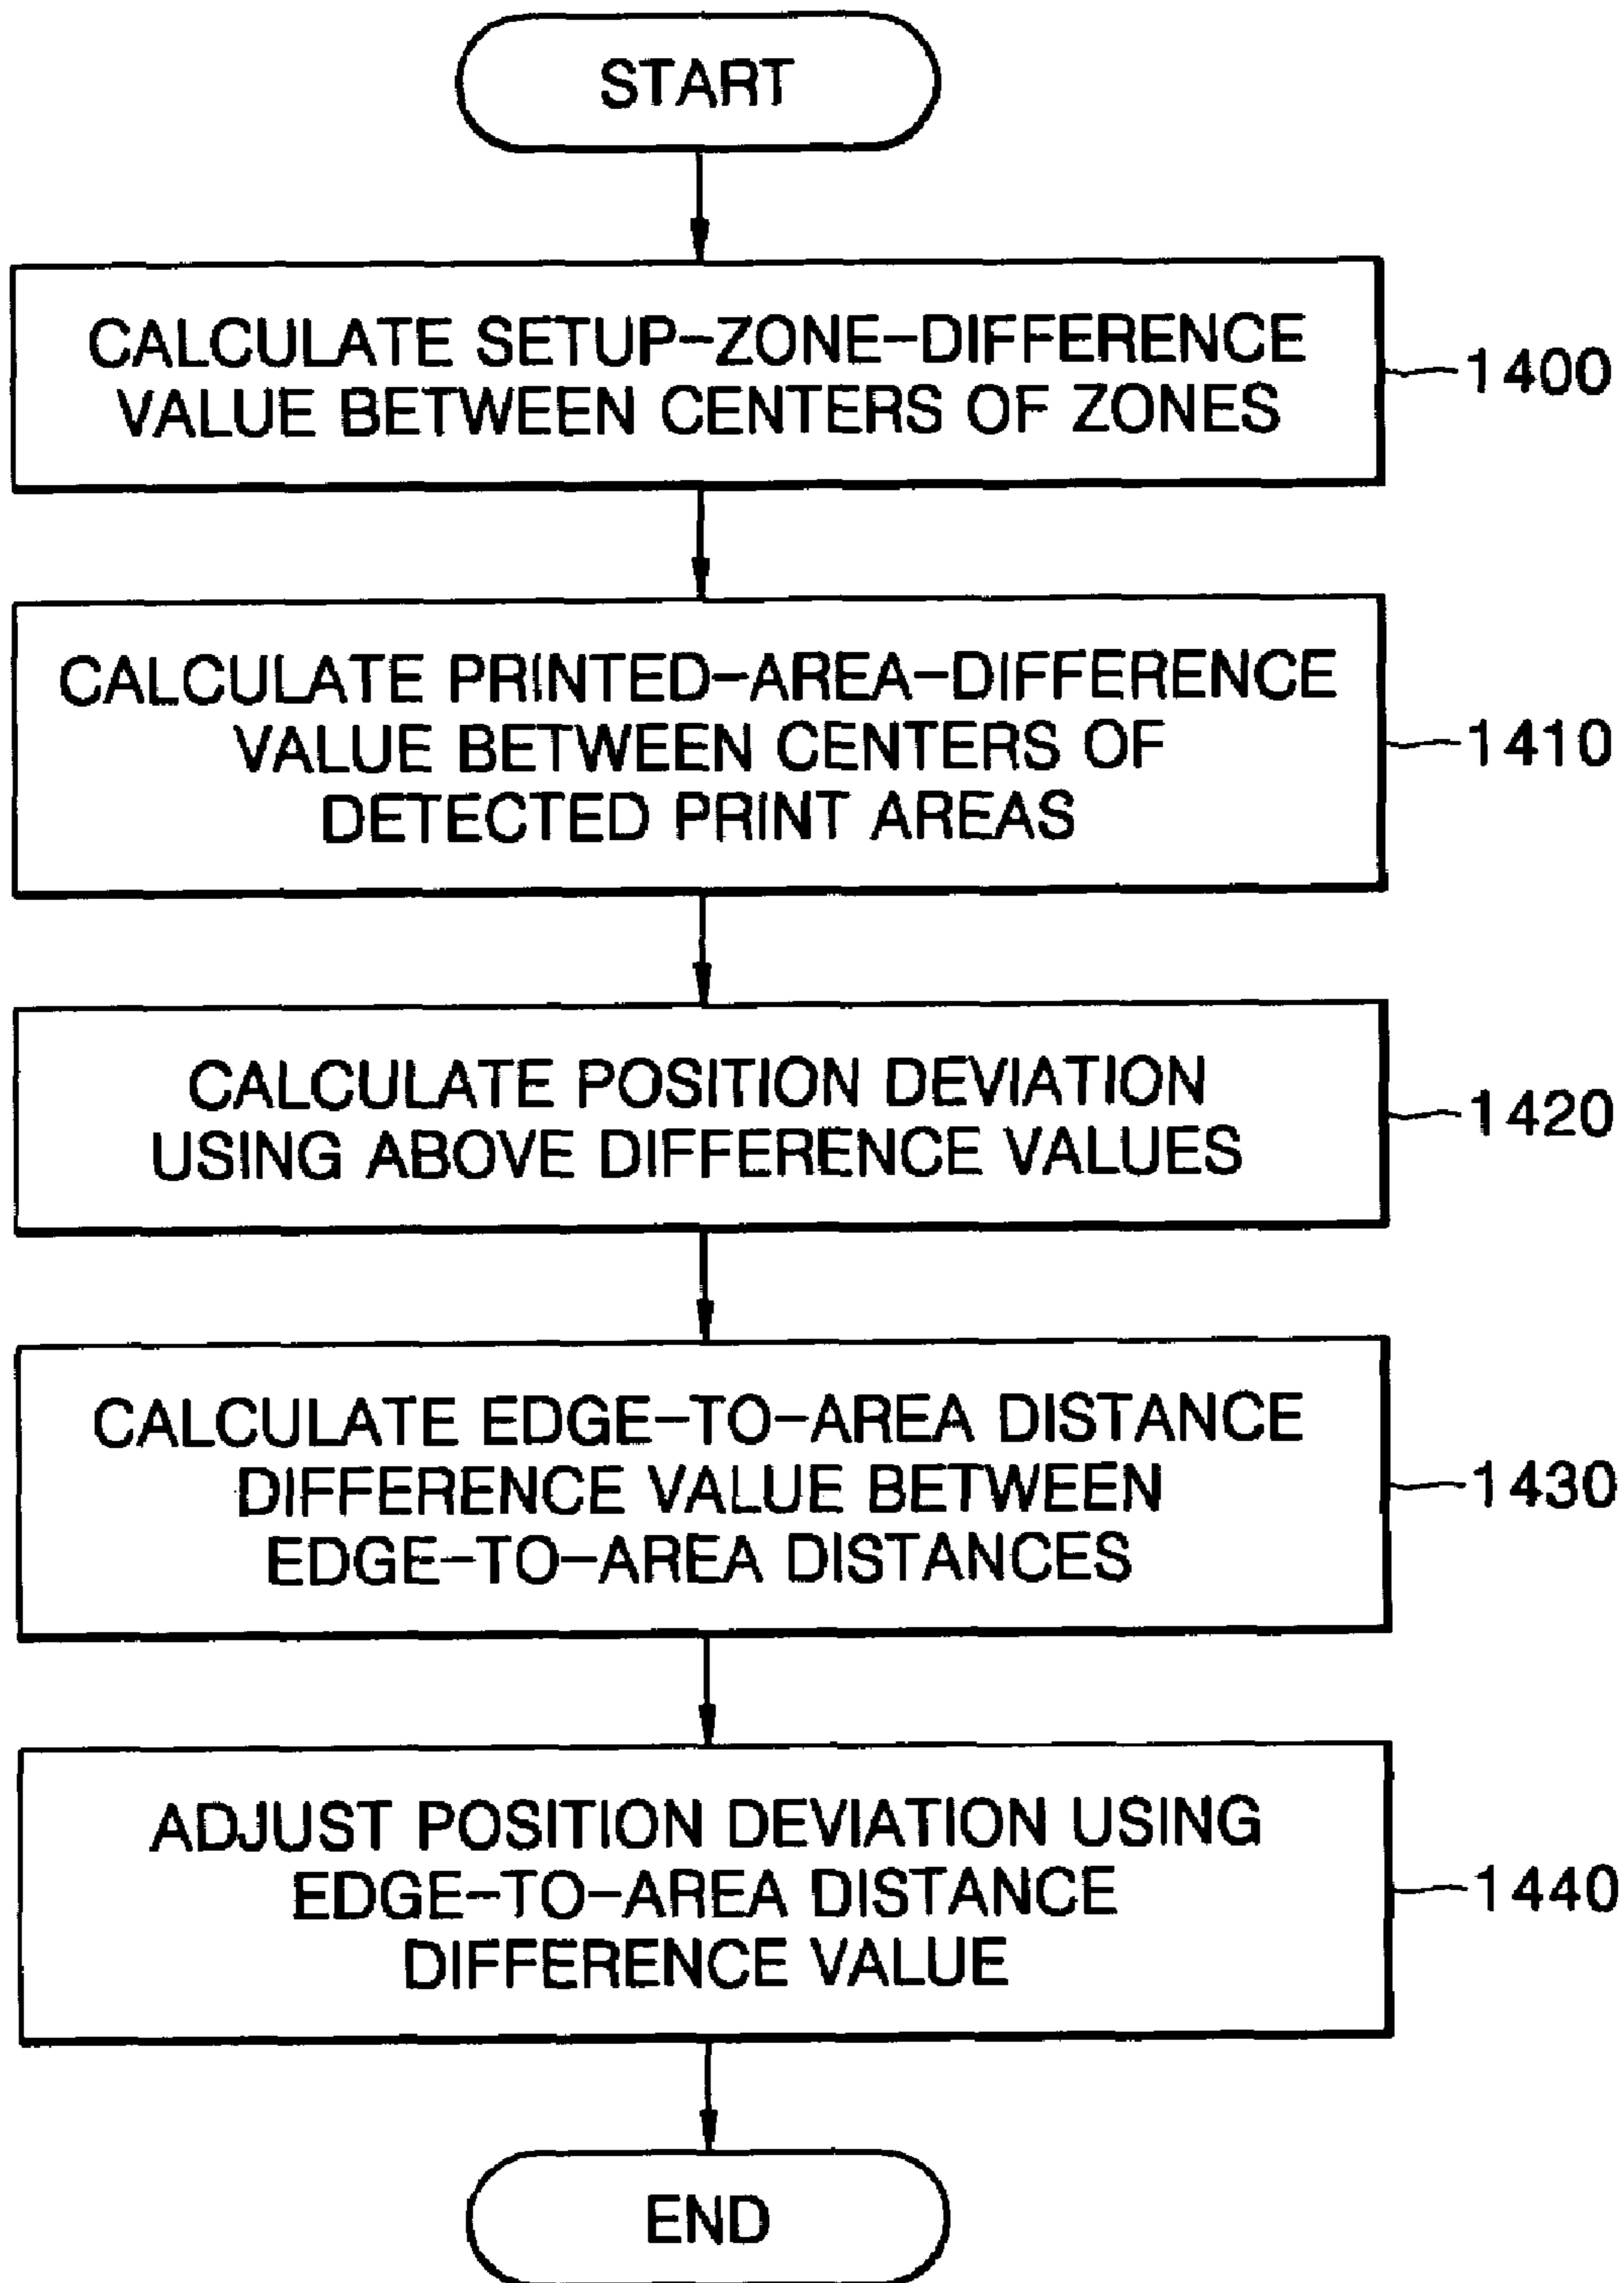 START
CALCULATE SETUP-ZONE-DIFFERENCE
VALUE BETWEEN CENTERS OF ZONES
1400
CALCULATE PRINTED-AREA-DIFFERENCE
VALUE BETWEEN CENTERS OF
DETECTED PRINT AREAS
1410
CALCULATE POSITION DEVIATION
USING ABOVE DIFFERENCE VALUES
1420
CALCULATE EDGE-TO-AREA DISTANCE
DIFFERENCE VALUE BETWEEN
EDGE-TO-AREA DISTANCES
1430
ADJUST POSITION DEVIATION USING
EDGE-TO-AREA DISTANCE
DIFFERENCE VALUE
1440
END